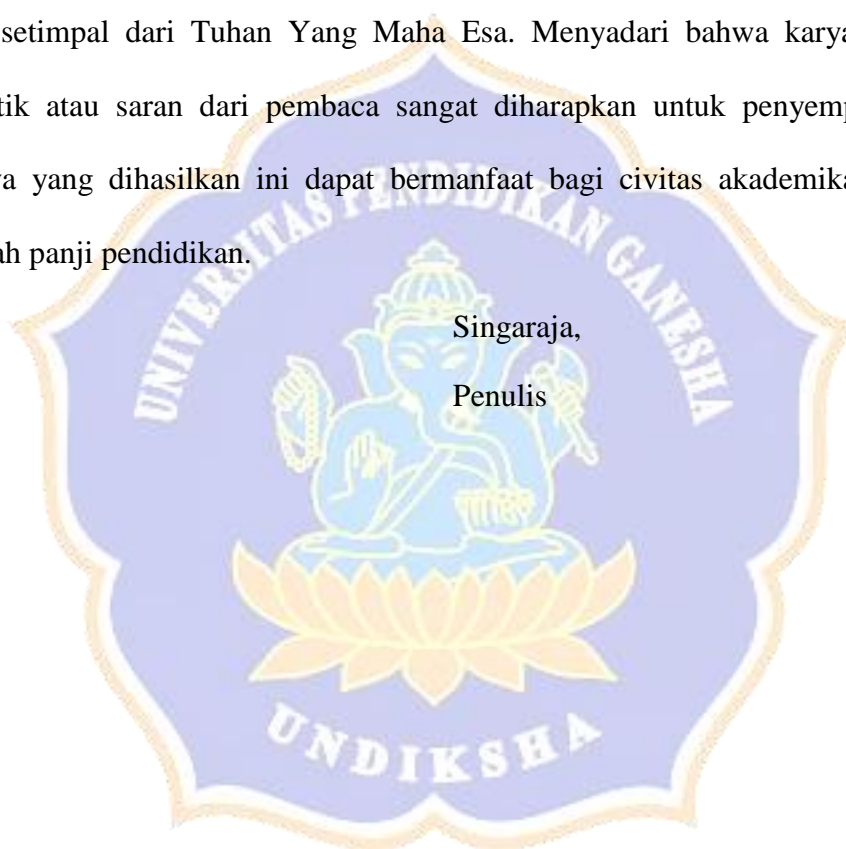 setimpal dari Tuhan Yang Maha Esa. Menyadari bahwa karya
tik atau saran dari pembaca sangat diharapkan untuk penyemp
a yang dihasilkan ini dapat bermanfaat bagi civitas akademika
ah panji pendidikan.
UNIVERSITAS PENDIDIKAN GANESHA
Singaraja,
Penulis
UNDIKSHA